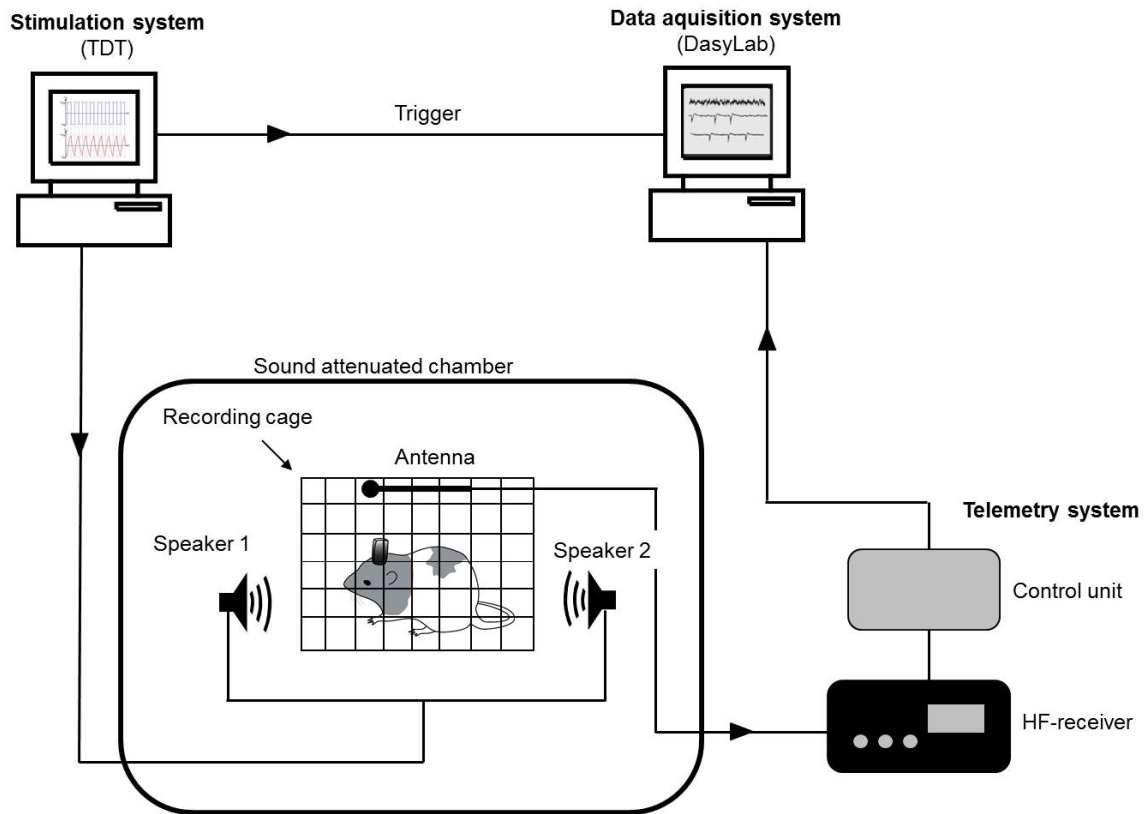 Stimulation system
(TDT)
Data aquisition system
(DasyLab)
Trigger
Sound attenuated chamber
Recording cage
Antenna
Speaker 1
Speaker 2
Telemetry system
Control unit
HF-receiver